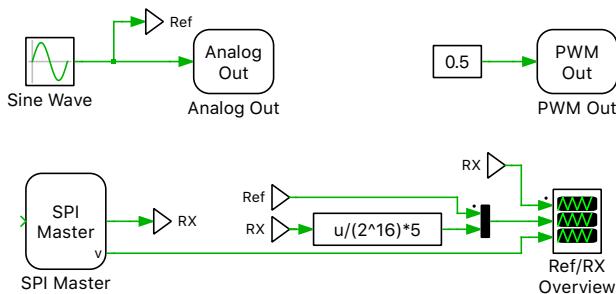 Ref
Sine Wave
Analog
Out
Analog Out
0.5
PWM
Out
PWM Out
SPI
Master
v
SPI Master
RX
Ref
RX
u/(2^16)*5
RX
Ref/RX
Overview